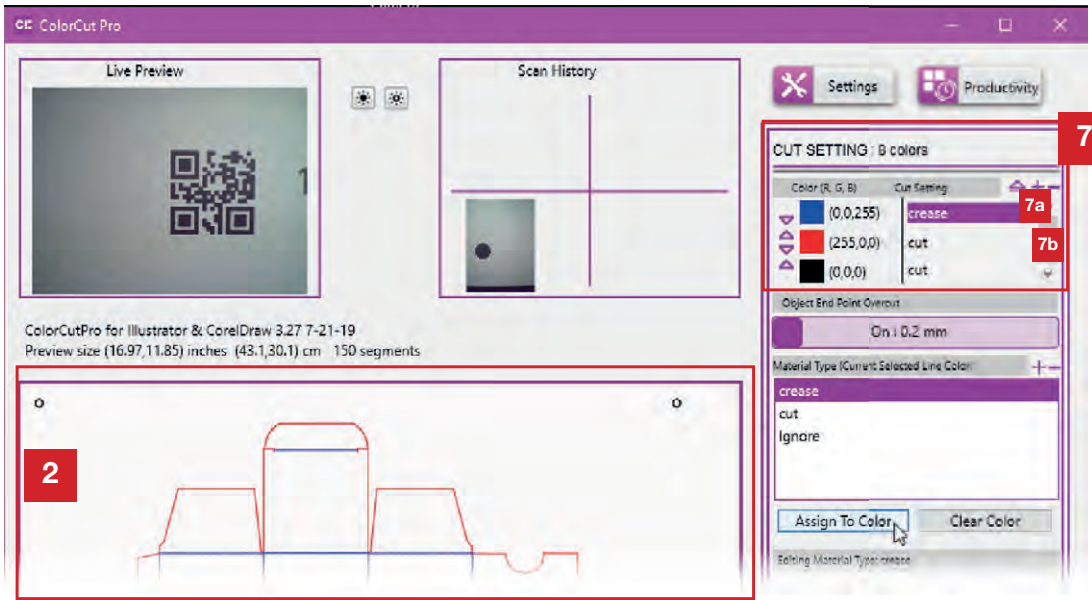 CE ColorCut Pro
Live Preview
1
Scan History
Settings
Productivity
7
CUT SETTING : 8 colors
Color (R, G, B) Cut Setting
(0,0,255) crease
7a
(255,0,0) cut
7b
(0,0,0) cut
Object End Point Overcut
On : 0.2 mm
ColorCutPro for Illustrator & CorelDraw 3.27 7-21-19
Preview size (16.97,11.85) inches (43.1,30.1) cm 150 segments
Material Type (Current Selected Line Color:
crease
cut
Ignore
2
Assign To Color
Clear Color
Editing Material Type: crease